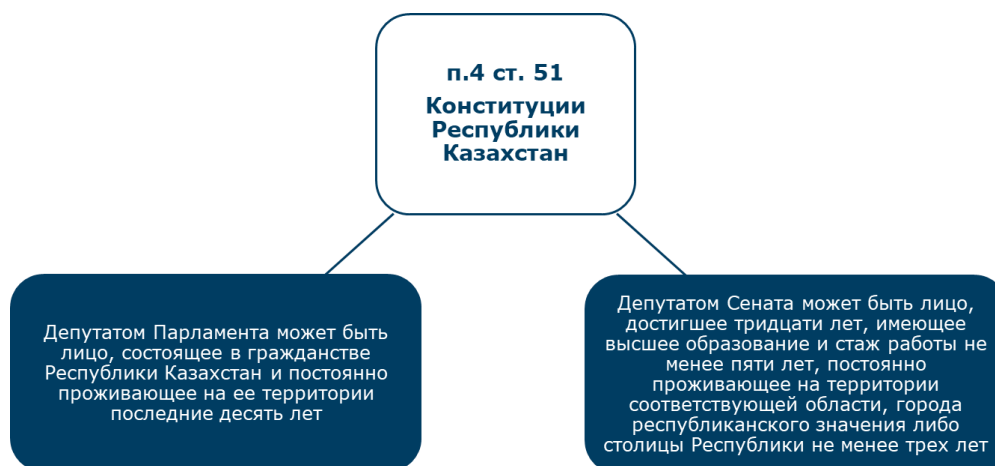 п.4 ст. 51
Конституции
Республики
Казахстан
Депутатом Парламента может быть
лицо, состоящее в гражданстве
Республики Казахстан и постоянно
проживающее на ее территории
последние десять лет
Депутатом Сената может быть лицо,
достигшее тридцати лет, имеющее
высшее образование и стаж работы не
менее пяти лет, постоянно
проживающее на территории
соответствующей области, города
республиканского значения либо
столицы Республики не менее трех лет